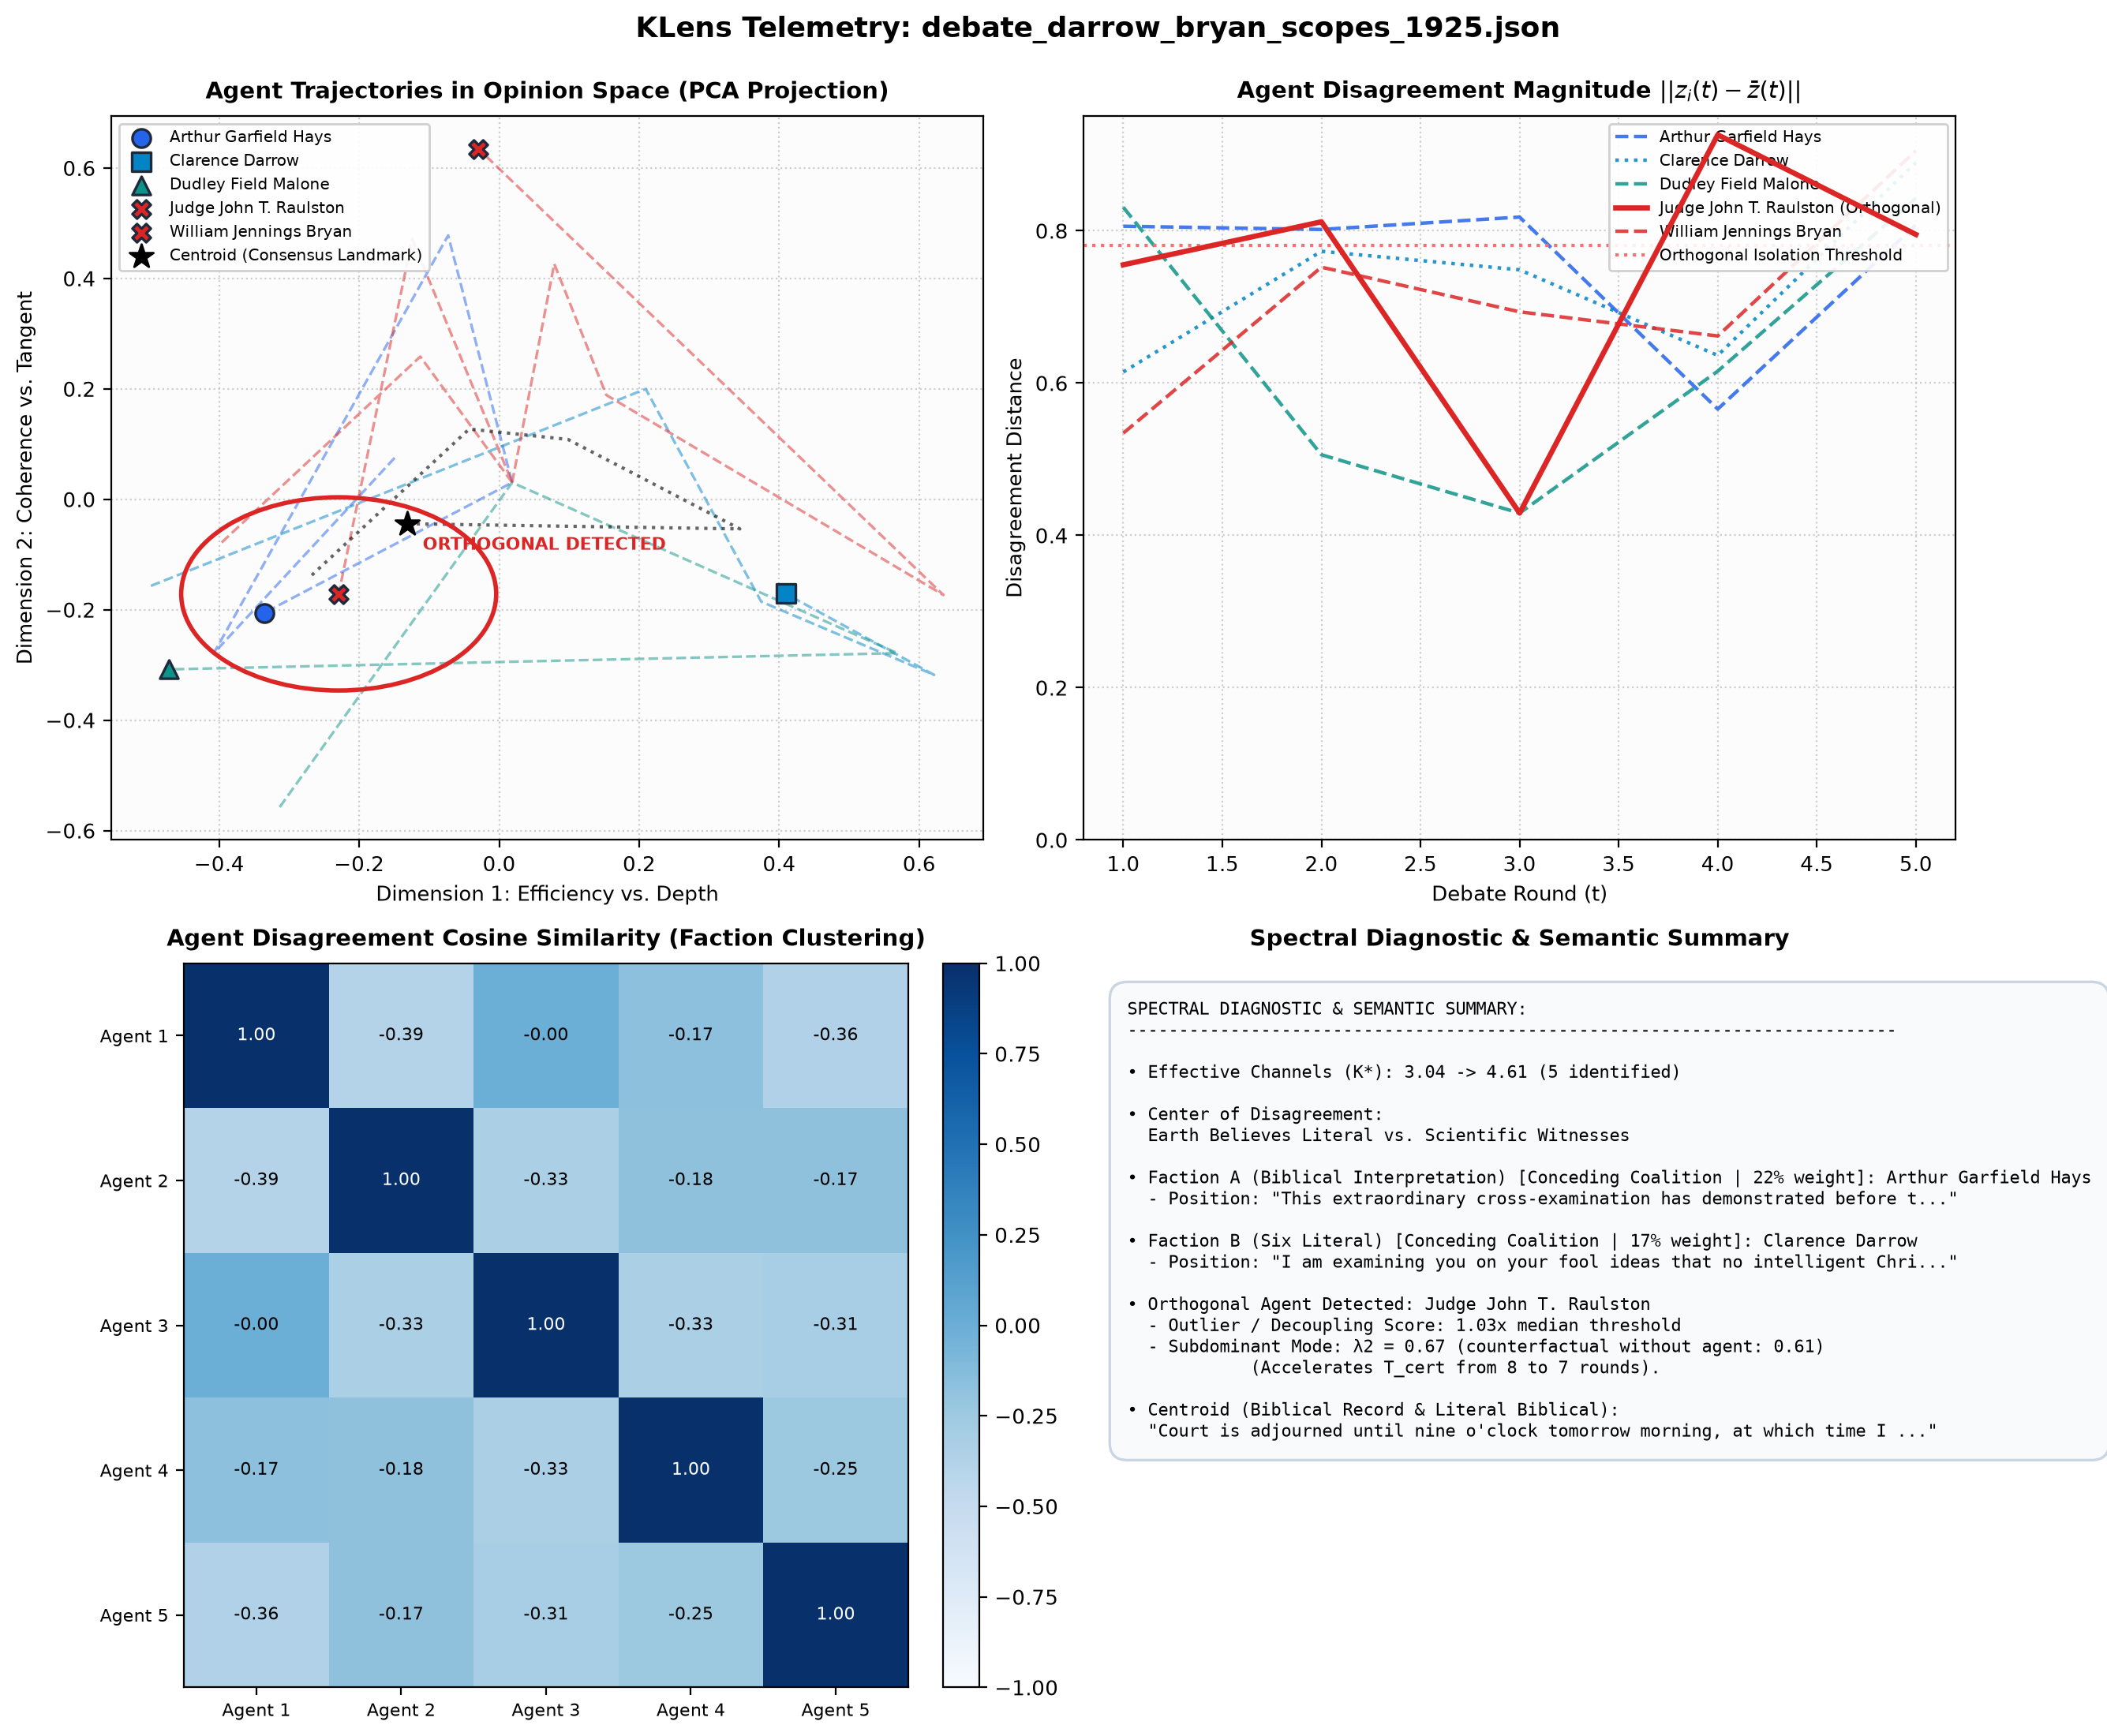 KLens Telemetry: debate_darrow_bryan_scopes_1925.json
Agent Trajectories in Opinion Space (PCA Projection)
Arthur Garfield Hays
Clarence Darrow
Dudley Field Malone
Judge John T. Raulston
William Jennings Bryan
Centroid (Consensus Landmark)
ORTHOGONAL DETECTED
0.6
0.4
0.2
0.0
−0.2
−0.4
−0.6
Dimension 2: Coherence vs. Tangent
−0.4
−0.2
0.0
0.2
0.4
0.6
Dimension 1: Efficiency vs. Depth
Agent Disagreement Magnitude ||z_i(t) − z̄(t)||
Arthur Garfield Hays
Clarence Darrow
Dudley Field Malone
Judge John T. Raulston (Orthogonal)
William Jennings Bryan
Orthogonal Isolation Threshold
0.8
0.6
0.4
0.2
0.0
Disagreement Distance
1.0
1.5
2.0
2.5
3.0
3.5
4.0
4.5
5.0
Debate Round (t)
Agent Disagreement Cosine Similarity (Faction Clustering)
Agent 1
1.00
-0.39
-0.00
-0.17
-0.36
Agent 2
-0.39
1.00
-0.33
-0.18
-0.17
Agent 3
-0.00
-0.33
1.00
-0.33
-0.31
Agent 4
-0.17
-0.18
-0.33
1.00
-0.25
Agent 5
-0.36
-0.17
-0.31
-0.25
1.00
Agent 1
Agent 2
Agent 3
Agent 4
Agent 5
1.00
0.75
0.50
0.25
0.00
−0.25
−0.50
−0.75
−1.00
Spectral Diagnostic & Semantic Summary
SPECTRAL DIAGNOSTIC & SEMANTIC SUMMARY:
---------------------------------------------------------------------------
• Effective Channels (K*): 3.04 -> 4.61 (5 identified)
• Center of Disagreement:
Earth Believes Literal vs. Scientific Witnesses
• Faction A (Biblical Interpretation) [Conceding Coalition | 22% weight]: Arthur Garfield Hays
- Position: "This extraordinary cross-examination has demonstrated before t..."
• Faction B (Six Literal) [Conceding Coalition | 17% weight]: Clarence Darrow
- Position: "I am examining you on your fool ideas that no intelligent Chri..."
• Orthogonal Agent Detected: Judge John T. Raulston
- Outlier / Decoupling Score: 1.03x median threshold
- Subdominant Mode: λ2 = 0.67 (counterfactual without agent: 0.61)
(Accelerates T_cert from 8 to 7 rounds).
• Centroid (Biblical Record & Literal Biblical):
"Court is adjourned until nine o'clock tomorrow morning, at which time I ..."